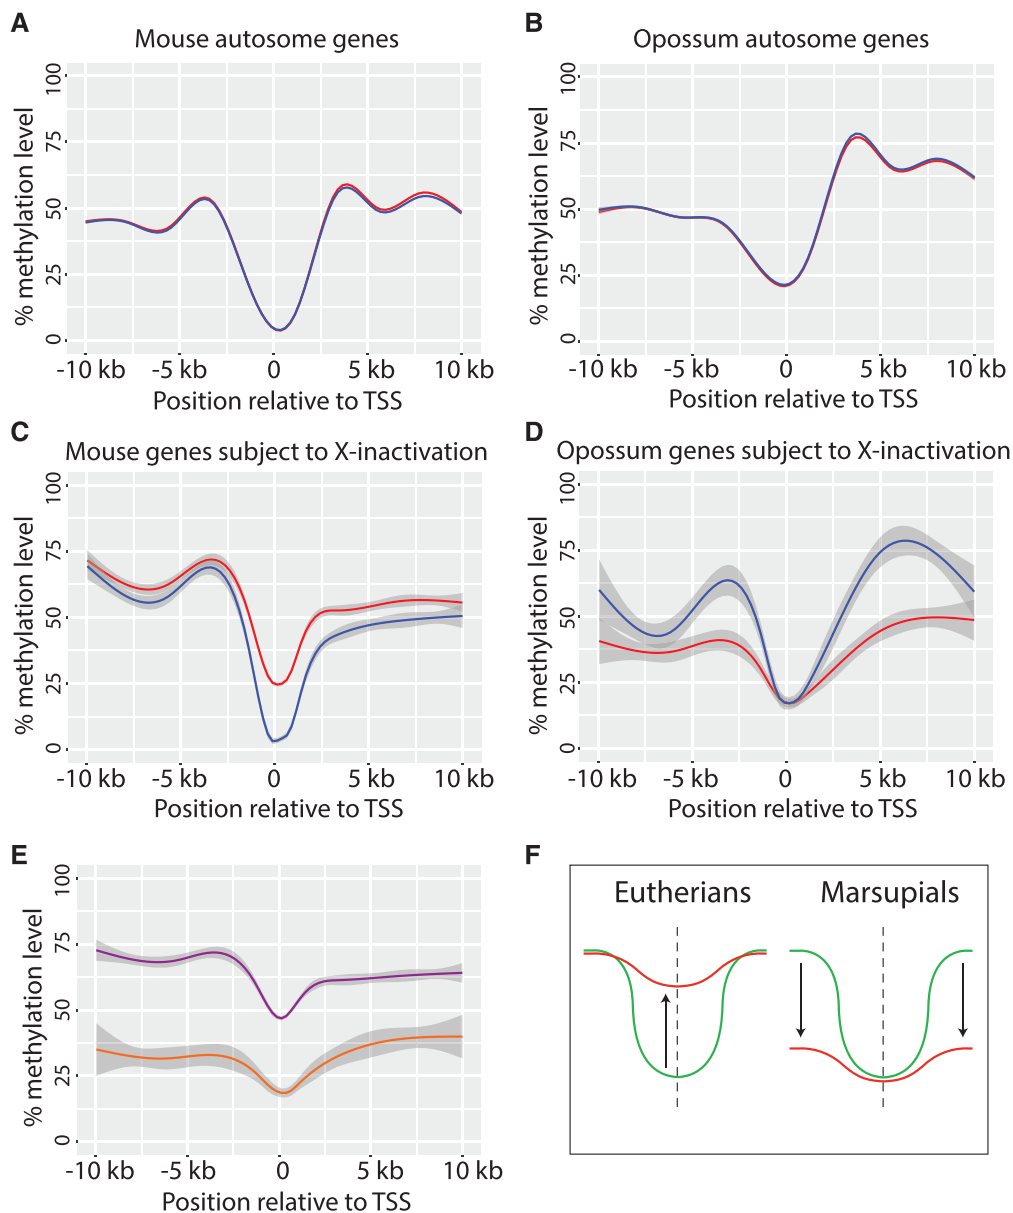 A
Mouse autosome genes
% methylation level
100
75
50
25
0
-10 kb -5 kb 0 5 kb 10 kb
Position relative to TSS
B
Opossum autosome genes
% methylation level
100
75
50
25
0
-10 kb -5 kb 0 5 kb 10 kb
Position relative to TSS
C
Mouse genes subject to X-inactivation
% methylation level
100
75
50
25
0
-10 kb -5 kb 0 5 kb 10 kb
Position relative to TSS
D
Opossum genes subject to X-inactivation
% methylation level
100
75
50
25
0
-10 kb -5 kb 0 5 kb 10 kb
Position relative to TSS
E
% methylation level
100
75
50
25
0
-10 kb -5 kb 0 5 kb 10 kb
Position relative to TSS
F
Eutherians
Marsupials